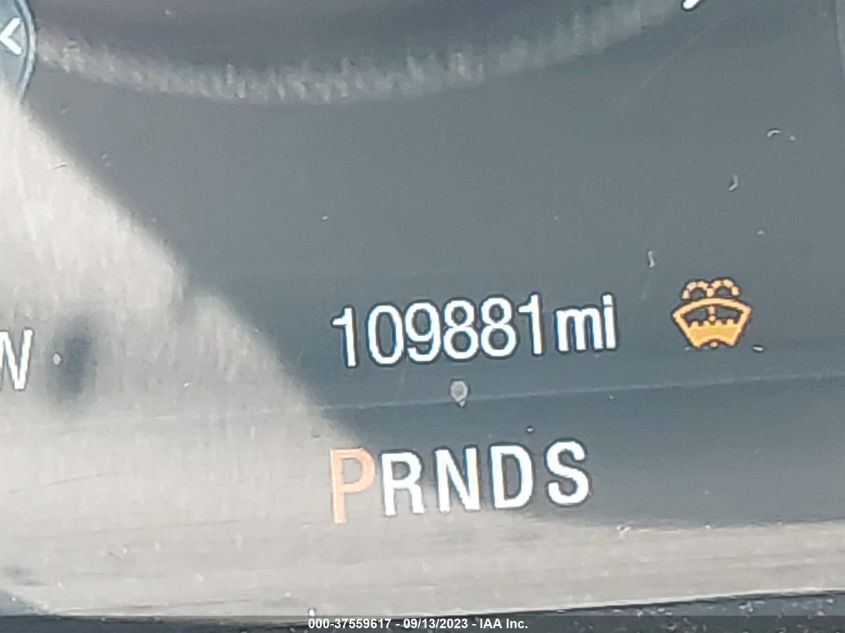 109881mi
PRNDS
000-37559617 - 09/13/2023 - IAA Inc.